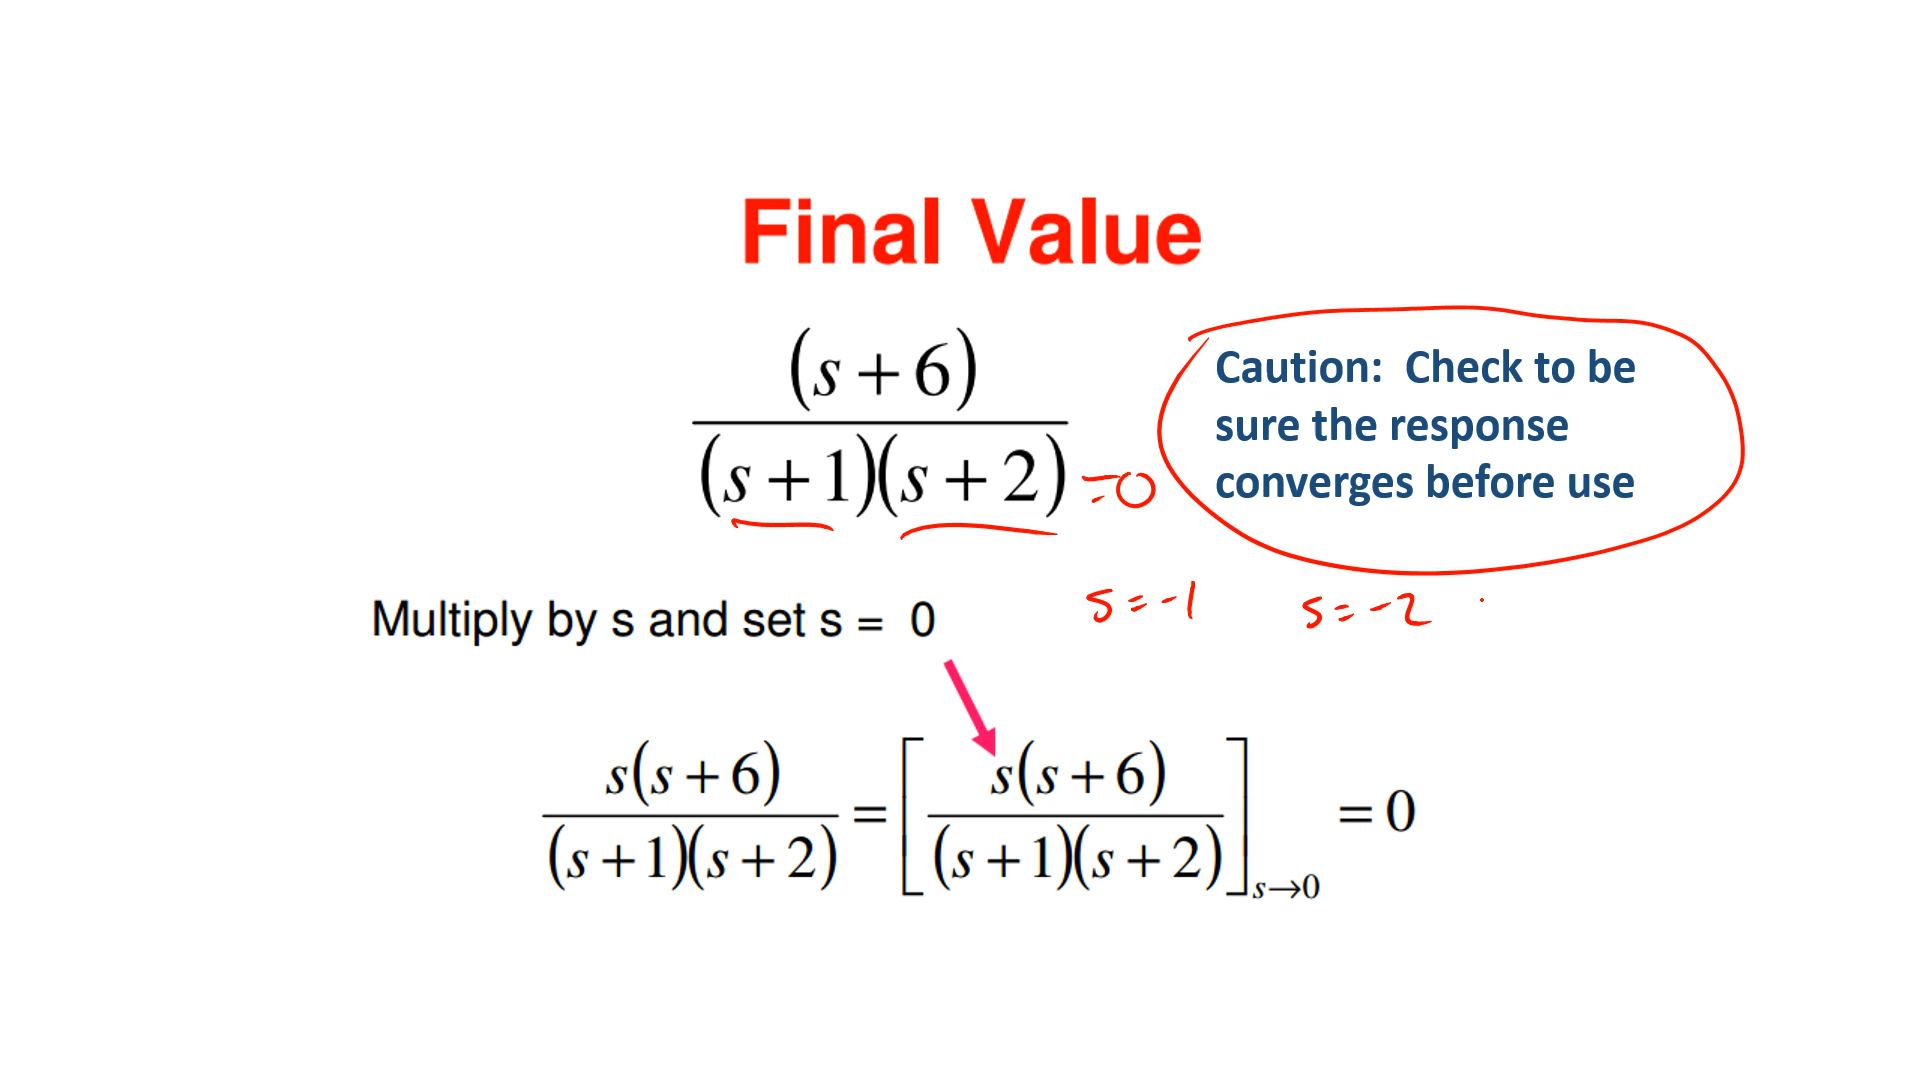 Final Value
(s + 6)
(s + 1)(s + 2) = 0
Caution: Check to be
sure the response
converges before use
s = -1 s = -2
Multiply by s and set s = 0
s(s + 6) / (s + 1)(s + 2) = [ s(s + 6) / (s + 1)(s + 2) ]s→0 = 0